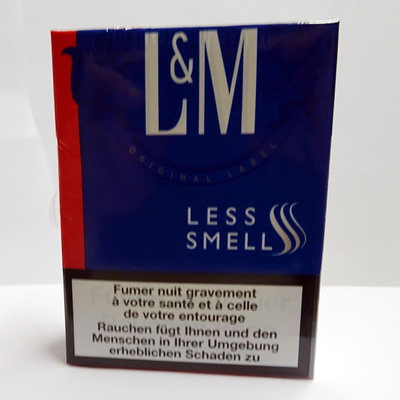 L&M
ORIGINAL LABEL
LESS
SMELL
Fumer nuit gravement
à votre santé et à celle
de votre entourage
Rauchen fügt Ihnen und den
Menschen in Ihrer Umgebung
erheblichen Schaden zu